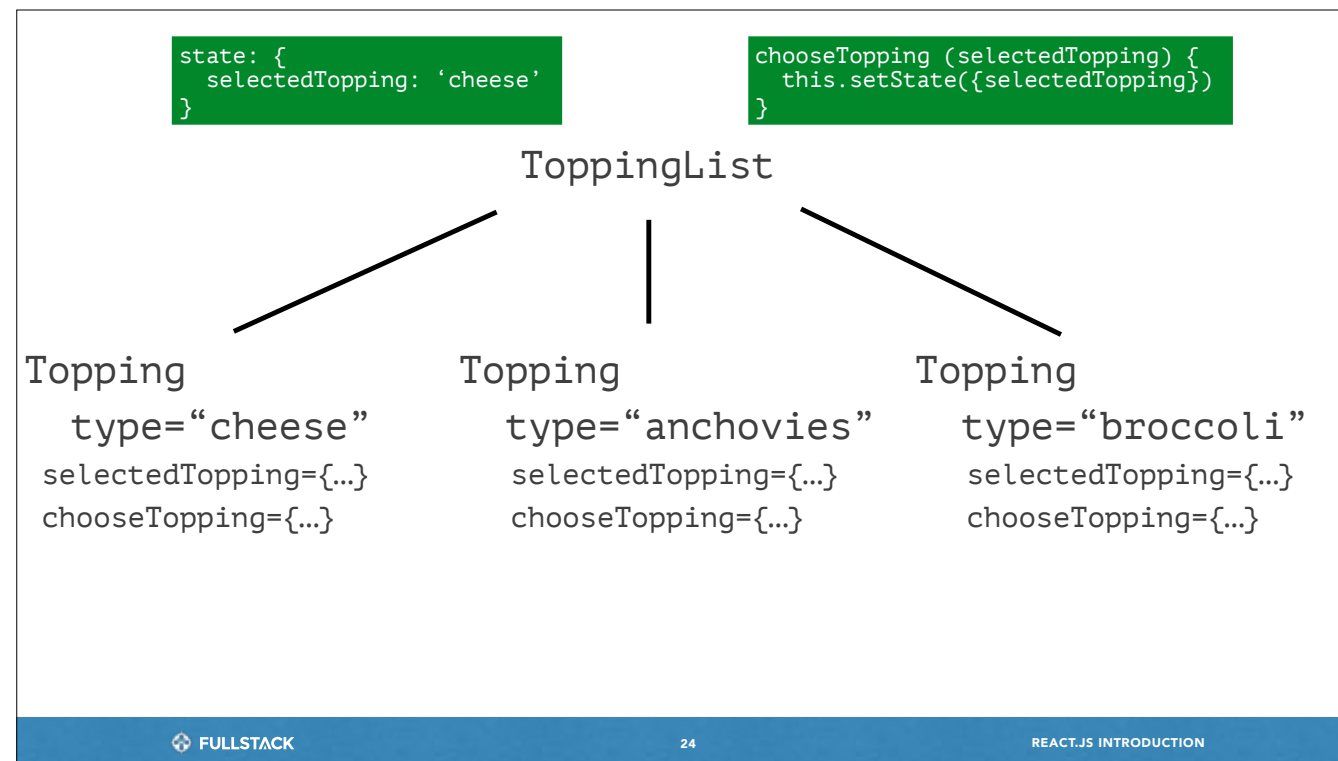 state: {
  selectedTopping: ‘cheese’
}
chooseTopping (selectedTopping) {
  this.setState({selectedTopping})
}
ToppingList
Topping
type=“cheese”
selectedTopping={…}
chooseTopping={…}
Topping
type=“anchovies”
selectedTopping={…}
chooseTopping={…}
Topping
type=“broccoli”
selectedTopping={…}
chooseTopping={…}
FULLSTΛCK
24
REACT.JS INTRODUCTION